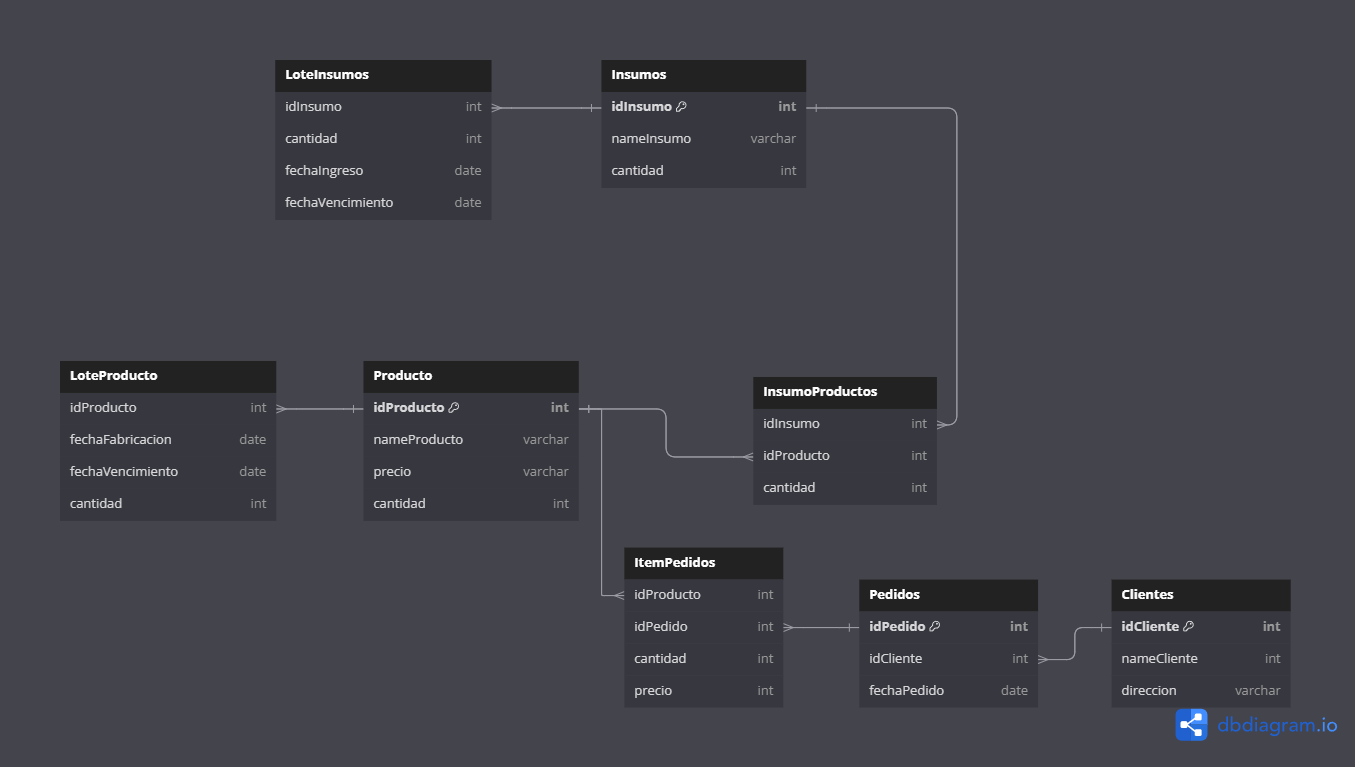 LoteInsumos
idInsumo int
cantidad int
fechaIngreso date
fechaVencimiento date
Insumos
idInsumo int
nameInsumo varchar
cantidad int
LoteProducto
idProducto int
fechaFabricacion date
fechaVencimiento date
cantidad int
Producto
idProducto int
nameProducto varchar
precio varchar
cantidad int
InsumoProductos
idInsumo int
idProducto int
cantidad int
ItemPedidos
idProducto int
idPedido int
cantidad int
precio int
Pedidos
idPedido int
idCliente int
fechaPedido date
Clientes
idCliente int
nameCliente int
direccion varchar
dbdiagram.io